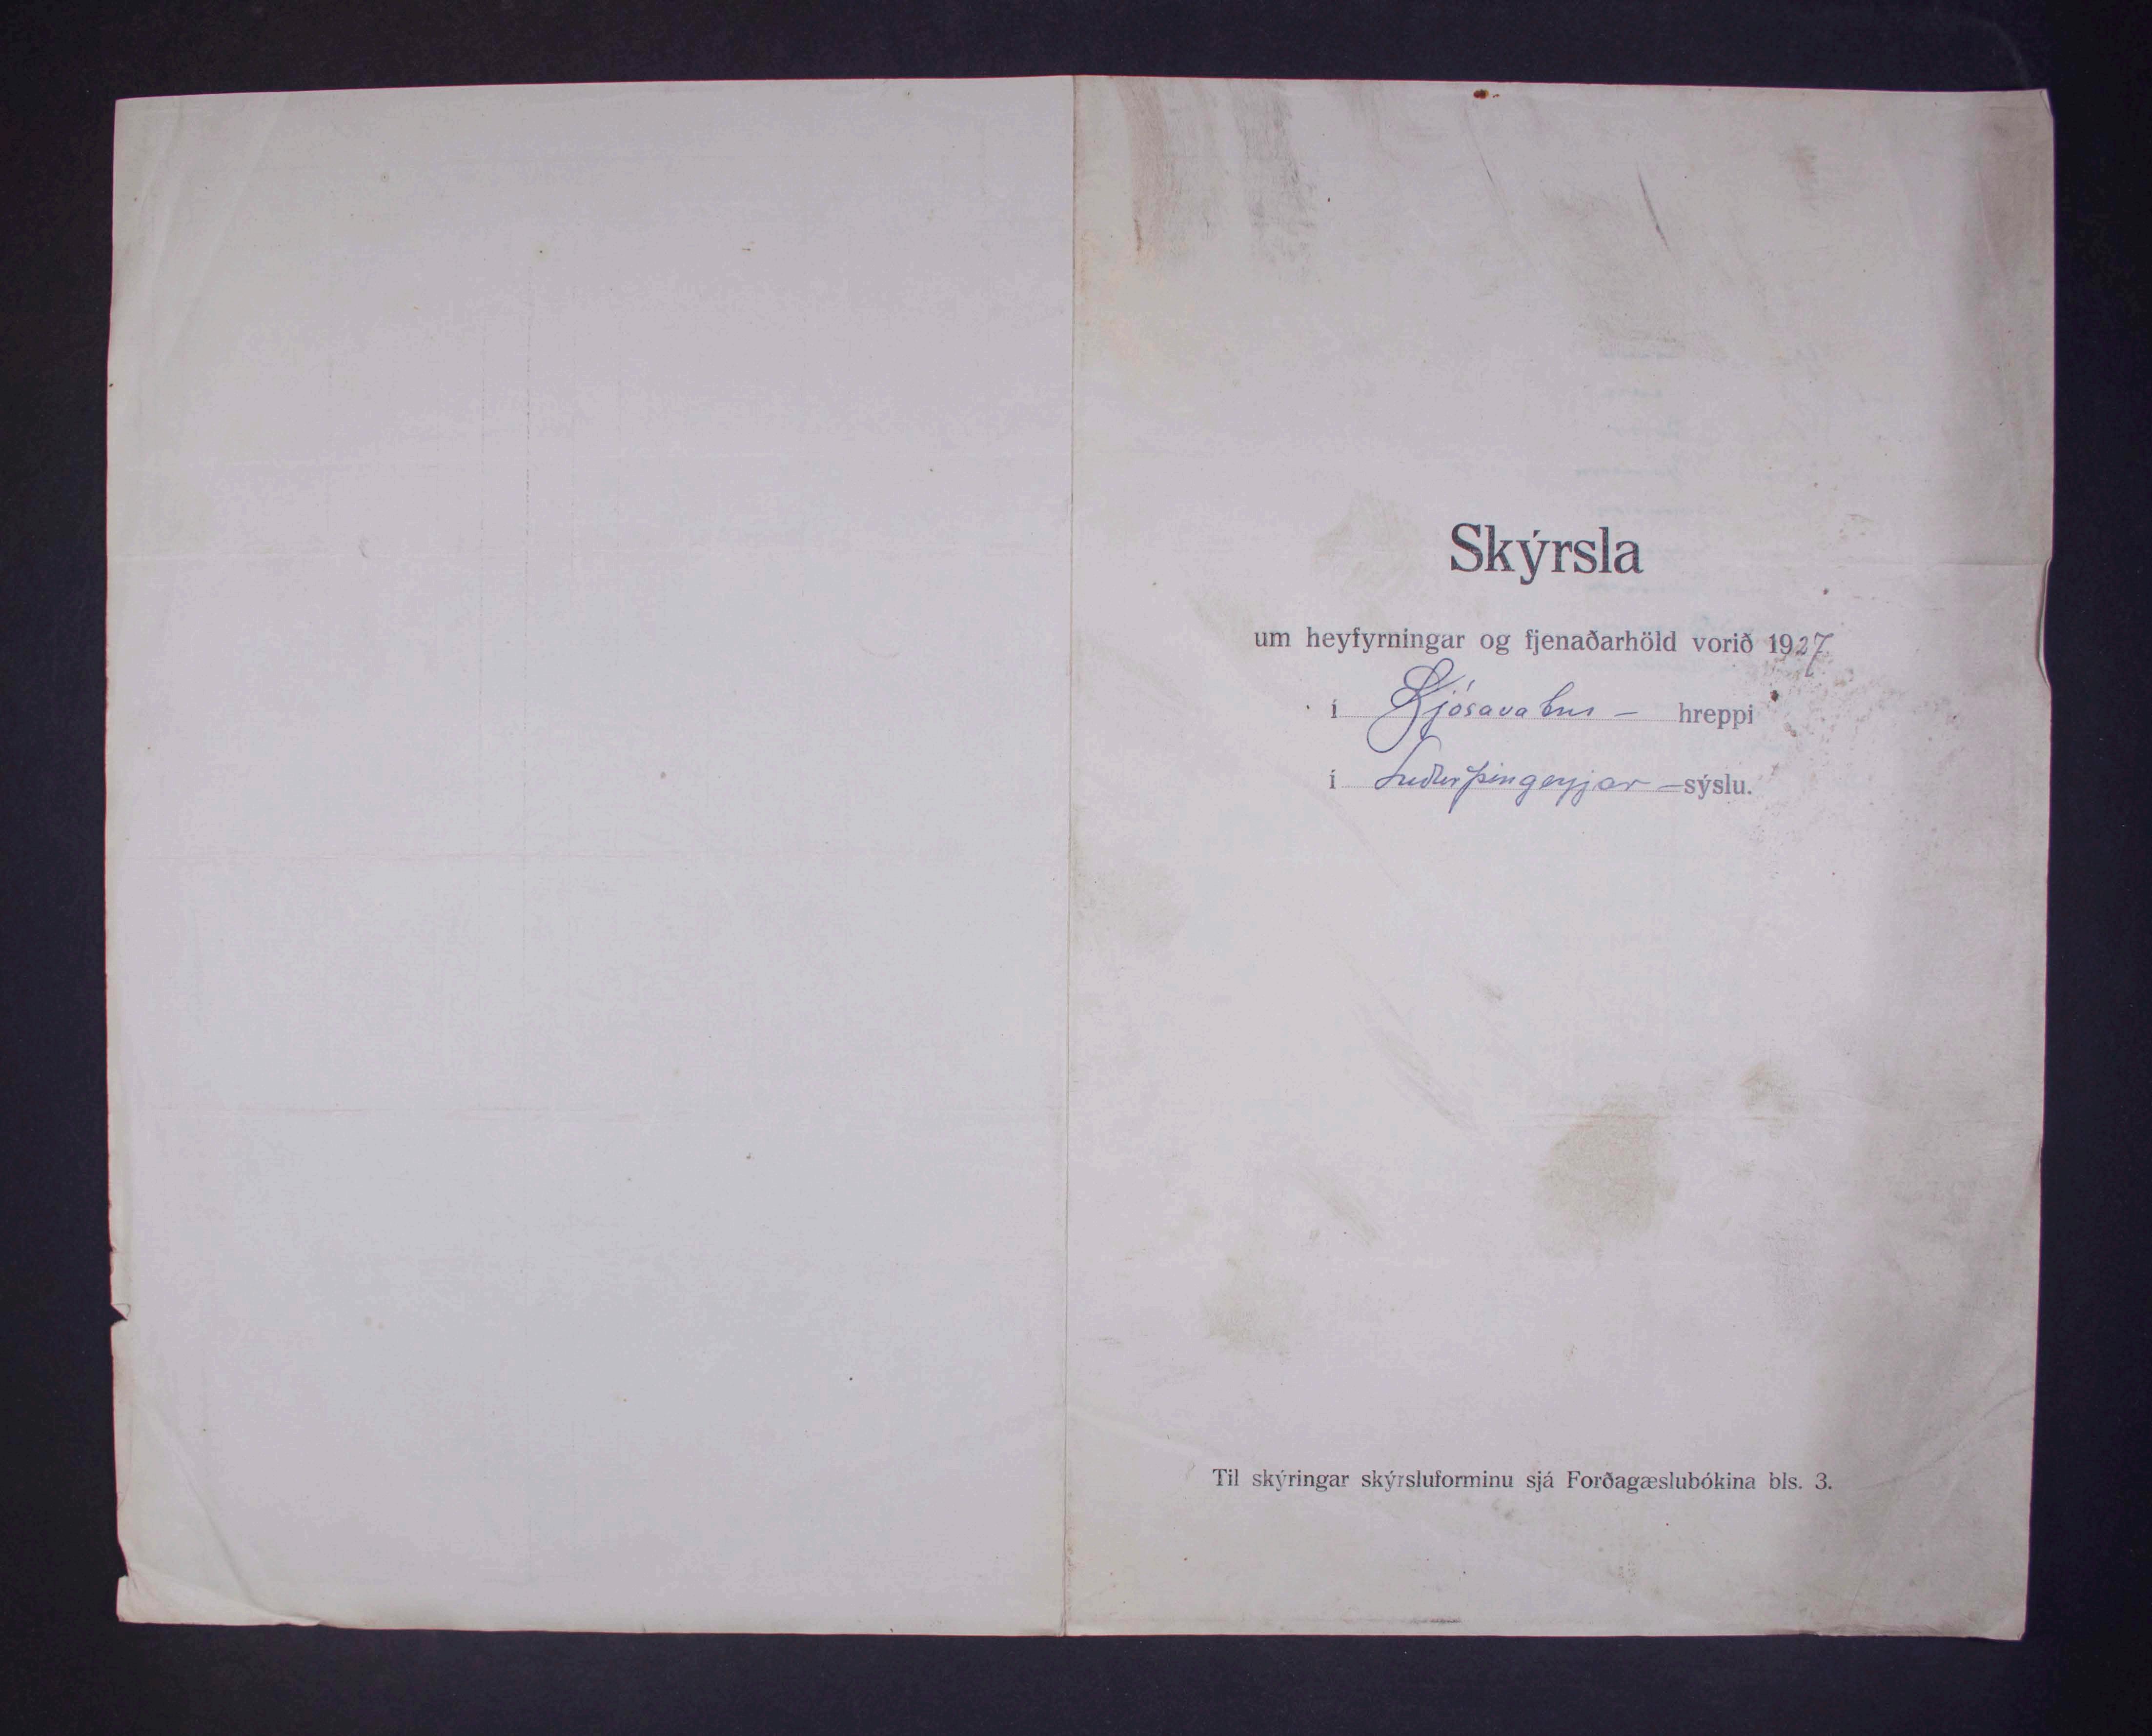 Skýrsla
um heyfyrningar og fjenaðarhöld vorið 1927
í Ljósavatns - hreppi
í Suðurþingeyjar - sýslu.
Til skýringar skýrsluforminu sjá Forðagæslubókina bls. 3.